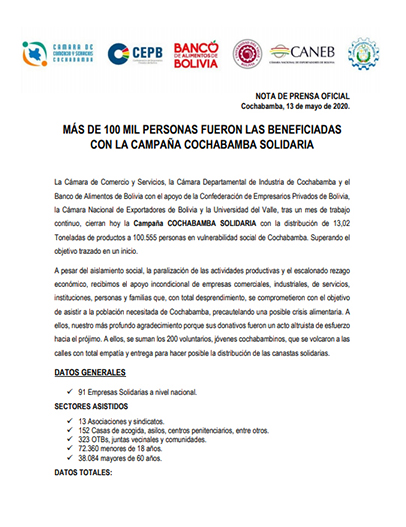 CÁMARA DE
COMERCIO Y SERVICIOS
COCHABAMBA
CEPB
BANCO
DE ALIMENTOS DE
BOLIVIA
CANEB
CÁMARA NACIONAL DE EXPORTADORES DE BOLIVIA
NOTA DE PRENSA OFICIAL
Cochabamba, 13 de mayo de 2020.
MÁS DE 100 MIL PERSONAS FUERON LAS BENEFICIADAS
CON LA CAMPAÑA COCHABAMBA SOLIDARIA
La Cámara de Comercio y Servicios, la Cámara Departamental de Industria de Cochabamba y el
Banco de Alimentos de Bolivia con el apoyo de la Confederación de Empresarios Privados de Bolivia,
la Cámara Nacional de Exportadores de Bolivia y la Universidad del Valle, tras un mes de trabajo
continuo, cierran hoy la Campaña COCHABAMBA SOLIDARIA con la distribución de 13,02
Toneladas de productos a 100.555 personas en vulnerabilidad social de Cochabamba. Superando el
objetivo trazado en un inicio.
A pesar del aislamiento social, la paralización de las actividades productivas y el escalonado rezago
económico, recibimos el apoyo incondicional de empresas comerciales, industriales, de servicios,
instituciones, personas y familias que, con total desprendimiento, se comprometieron con el objetivo
de asistir a la población necesitada de Cochabamba, precautelando una posible crisis alimentaria. A
ellos, nuestro más profundo agradecimiento porque sus donativos fueron un acto altruista de esfuerzo
hacia el prójimo. A ellos, se suman los 200 voluntarios, jóvenes cochabambinos, que se volcaron a las
calles con total empatía y entrega para hacer posible la distribución de las canastas solidarias.
DATOS GENERALES
✓ 91 Empresas Solidarias a nivel nacional.
SECTORES ASISTIDOS
✓ 13 Asociaciones y sindicatos.
✓ 152 Casas de acogida, asilos, centros penitenciarios, entre otros.
✓ 323 OTBs, juntas vecinales y comunidades.
✓ 72.360 menores de 18 años.
✓ 38.084 mayores de 60 años.
DATOS TOTALES: